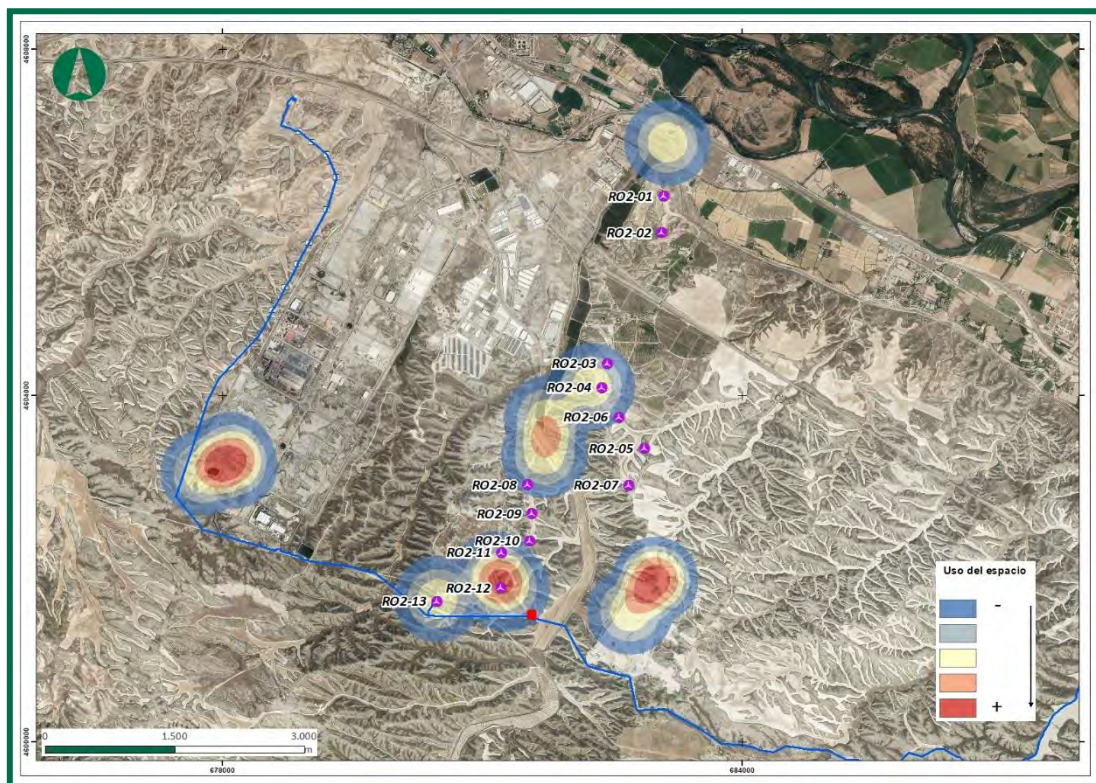 4608000
RO2-01
RO2-02
RO2-03
4604000
RO2-04
RO2-06
RO2-05
RO2-08
RO2-07
RO2-09
RO2-10
RO2-11
RO2-12
RO2-13
Uso del espacio
-
+
0
1.500
3.000
m
4600000
678000
684000